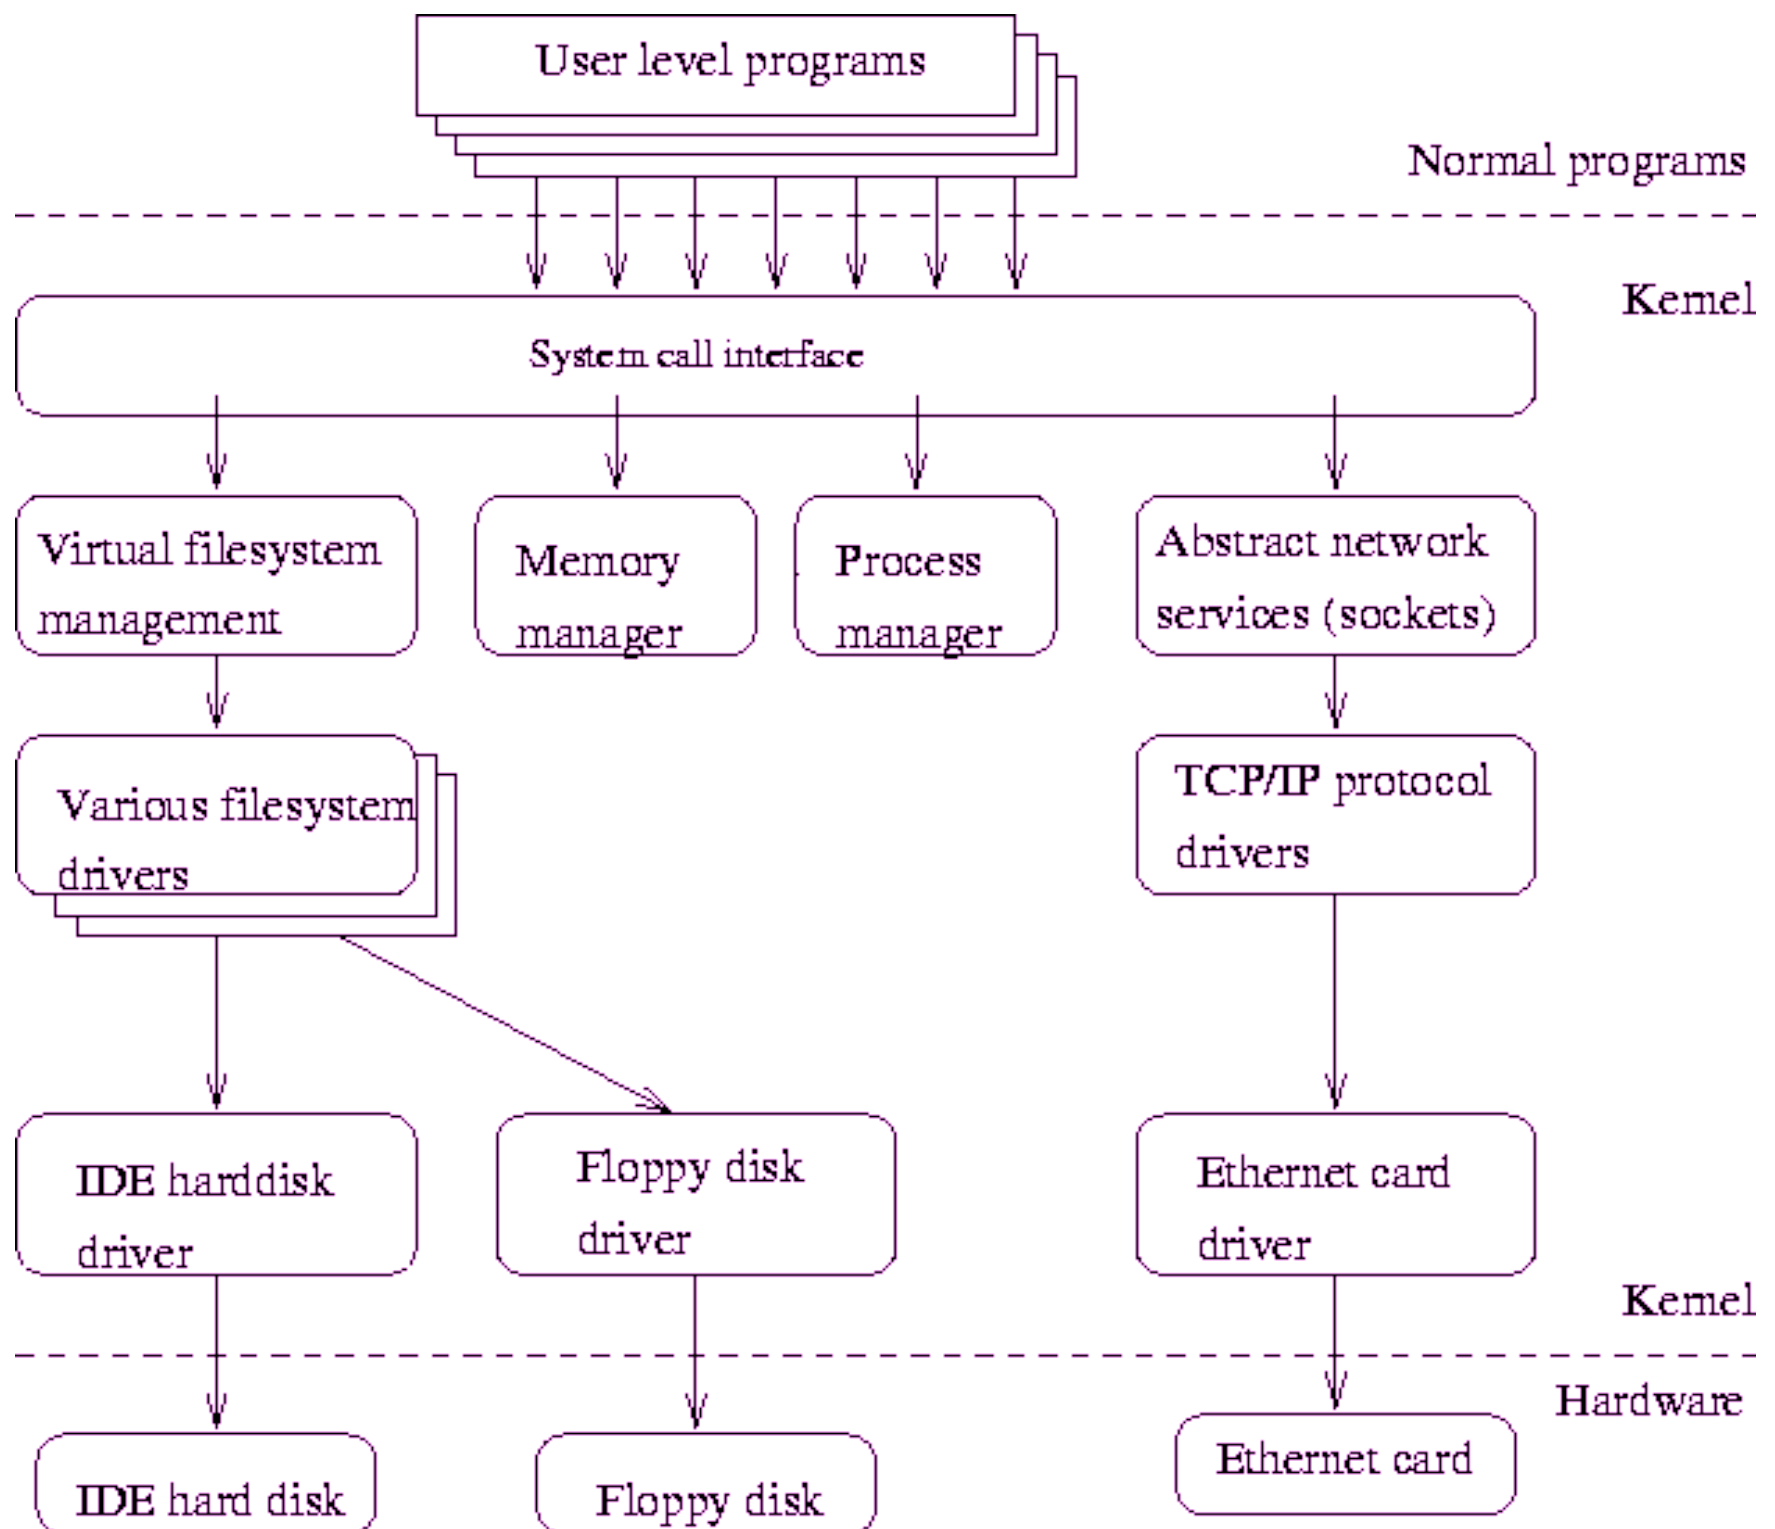 User level programs
Normal programs
Kernel
System call interface
Virtual filesystem
management
Memory
manager
Process
manager
Abstract network
services (sockets)
Various filesystem
drivers
TCP/IP protocol
drivers
IDE harddisk
driver
Floppy disk
driver
Ethernet card
driver
Kernel
Hardware
IDE hard disk
Floppy disk
Ethernet card